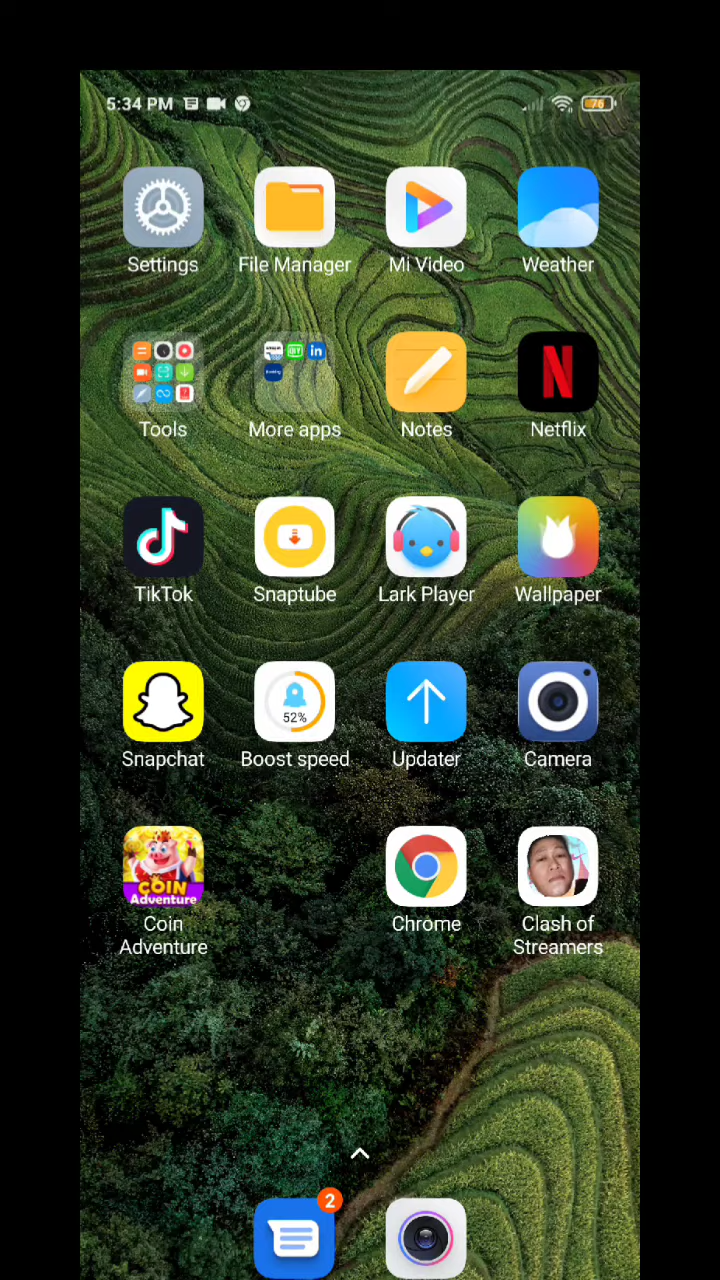 5:34 PM 76
Settings File Manager Mi Video Weather
Tools More apps Notes Netflix
TikTok Snaptube Lark Player Wallpaper
52%
Snapchat Boost speed Updater Camera
COIN
Adventure
Coin Chrome Clash of
Adventure Streamers
2